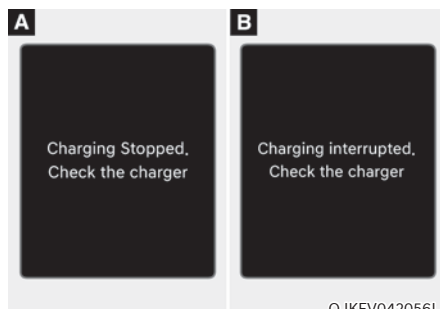 A
Charging Stopped.
Check the charger
B
Charging interrupted.
Check the charger